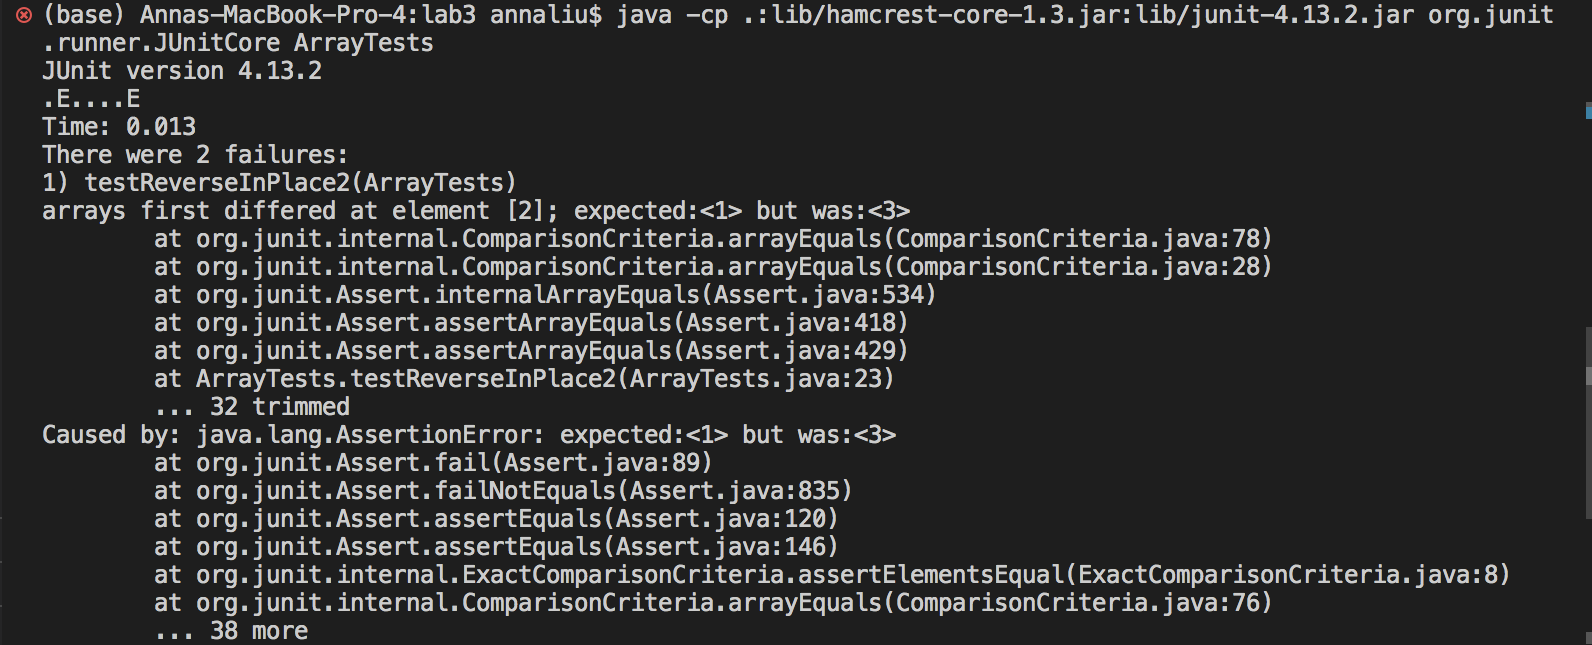 (base) Annas-MacBook-Pro-4:lab3 annaliu$ java -cp .:lib/hamcrest-core-1.3.jar:lib/junit-4.13.2.jar org.junit
.runner.JUnitCore ArrayTests
JUnit version 4.13.2
.E....E
Time: 0.013
There were 2 failures:
1) testReverseInPlace2(ArrayTests)
arrays first differed at element [2]; expected:<1> but was:<3>
        at org.junit.internal.ComparisonCriteria.arrayEquals(ComparisonCriteria.java:78)
        at org.junit.internal.ComparisonCriteria.arrayEquals(ComparisonCriteria.java:28)
        at org.junit.Assert.internalArrayEquals(Assert.java:534)
        at org.junit.Assert.assertArrayEquals(Assert.java:418)
        at org.junit.Assert.assertArrayEquals(Assert.java:429)
        at ArrayTests.testReverseInPlace2(ArrayTests.java:23)
        ... 32 trimmed
Caused by: java.lang.AssertionError: expected:<1> but was:<3>
        at org.junit.Assert.fail(Assert.java:89)
        at org.junit.Assert.failNotEquals(Assert.java:835)
        at org.junit.Assert.assertEquals(Assert.java:120)
        at org.junit.Assert.assertEquals(Assert.java:146)
        at org.junit.internal.ExactComparisonCriteria.assertElementsEqual(ExactComparisonCriteria.java:8)
        at org.junit.internal.ComparisonCriteria.arrayEquals(ComparisonCriteria.java:76)
        ... 38 more